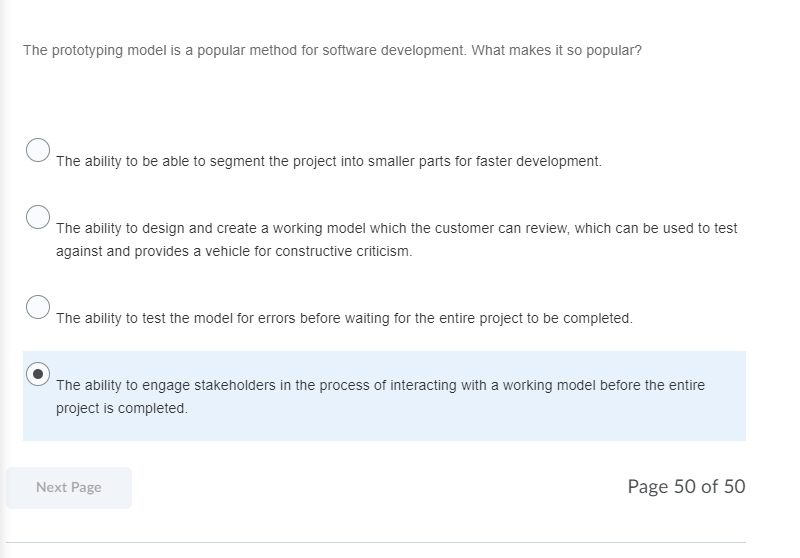 The prototyping model is a popular method for software development. What makes it so popular?
The ability to be able to segment the project into smaller parts for faster development.
The ability to design and create a working model which the customer can review, which can be used to test
against and provides a vehicle for constructive criticism.
The ability to test the model for errors before waiting for the entire project to be completed.
The ability to engage stakeholders in the process of interacting with a working model before the entire
project is completed.
Next Page
Page 50 of 50